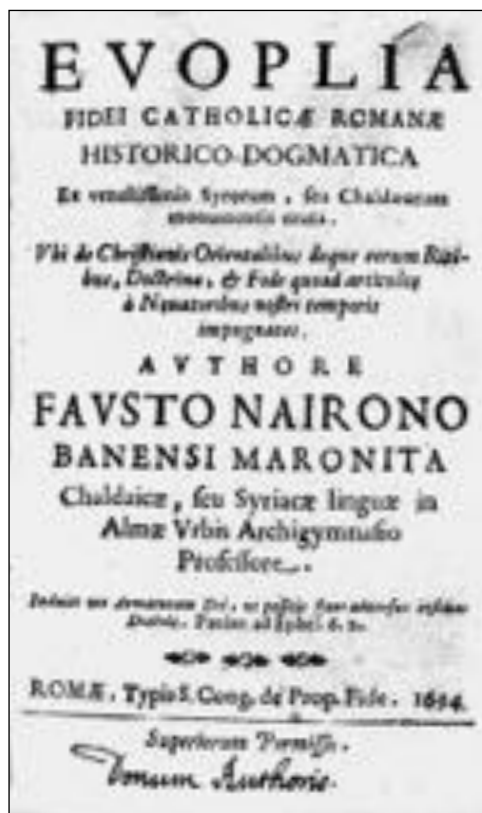 EVOPLIA
FIDEI CATHOLICÆ ROMANÆ
HISTORICO-DOGMATICA
Ex vetustissimis Syrorum, seu Chaldæorum
monumentis eruta.
Vbi de Christianis Orientalibus deque eorum Riti-
bus, Doctrina, & Fide quoad articulos
à Nouatoribus nostri temporis
impugnatos.
AVTHORE
FAVSTO NAIRONO
BANENSI MARONITA
Chaldaicæ, seu Syriacæ linguæ in
Almæ Vrbis Archigymnasio
Professore.
Induite vos Armaturam Dei, ut possitis stare aduersus insidias
Diaboli. Paulus ad Ephes. 6.
ROMÆ, Typis S. Cong. de Prop. Fide. 1694.
Superiorum Permissu.
Donum Authoris.